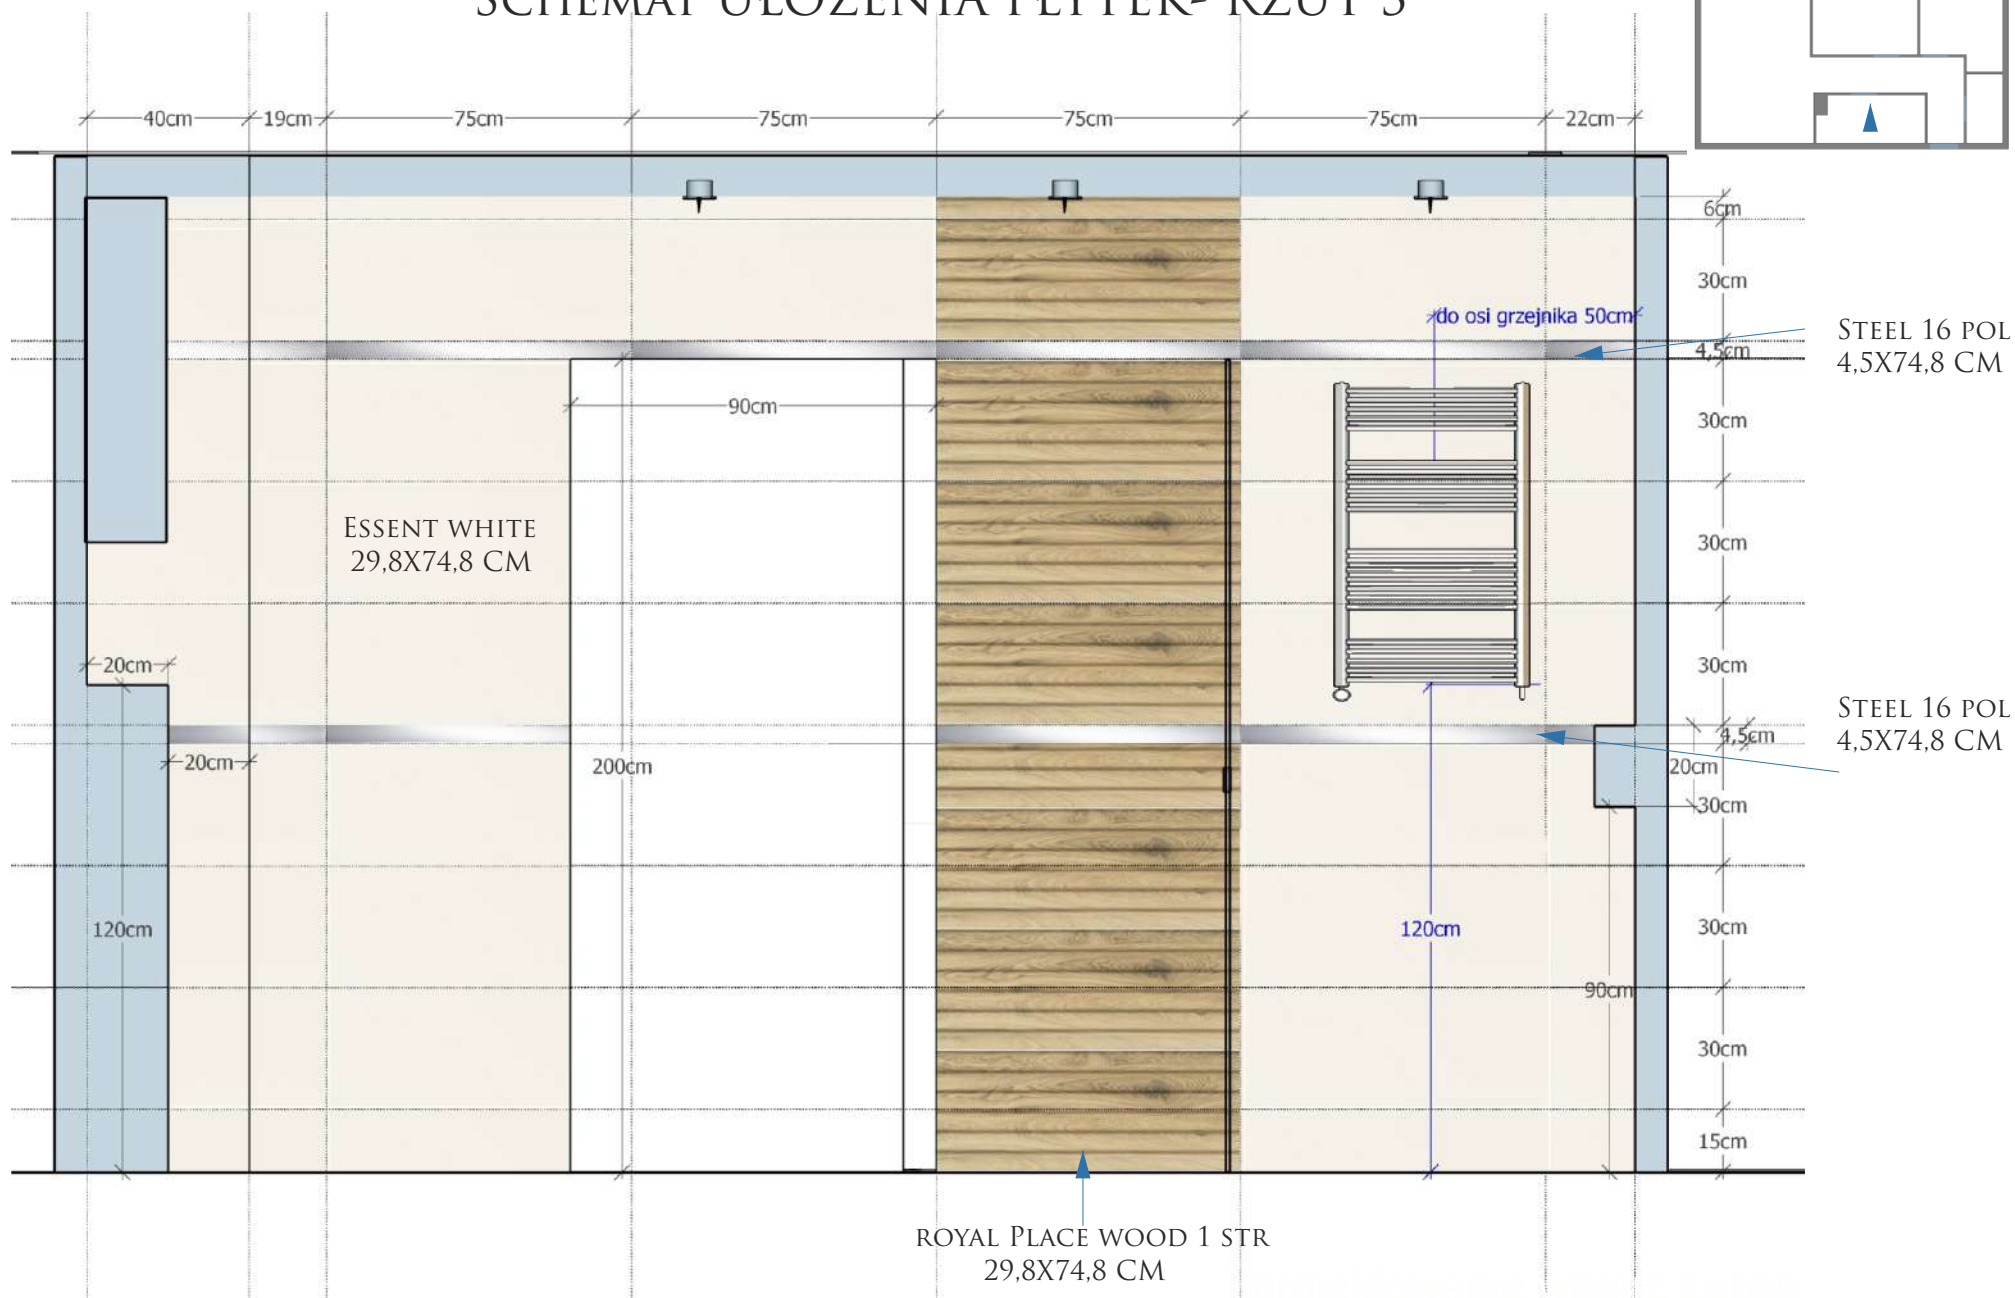 SCHEMAT UŁOŻENIA PŁYTEK- RZUT 3
40cm 19cm 75cm 75cm 75cm 75cm 22cm
6cm
30cm
do osi grzejnika 50cm
STEEL 16 POL
4,5X74,8 CM
4,5cm
90cm
30cm
ESSENT WHITE
29,8X74,8 CM
30cm
20cm
30cm
STEEL 16 POL
4,5X74,8 CM
4,5cm
20cm
200cm
20cm
30cm
120cm
120cm
30cm
90cm
30cm
15cm
ROYAL PLACE WOOD 1 STR
29,8X74,8 CM